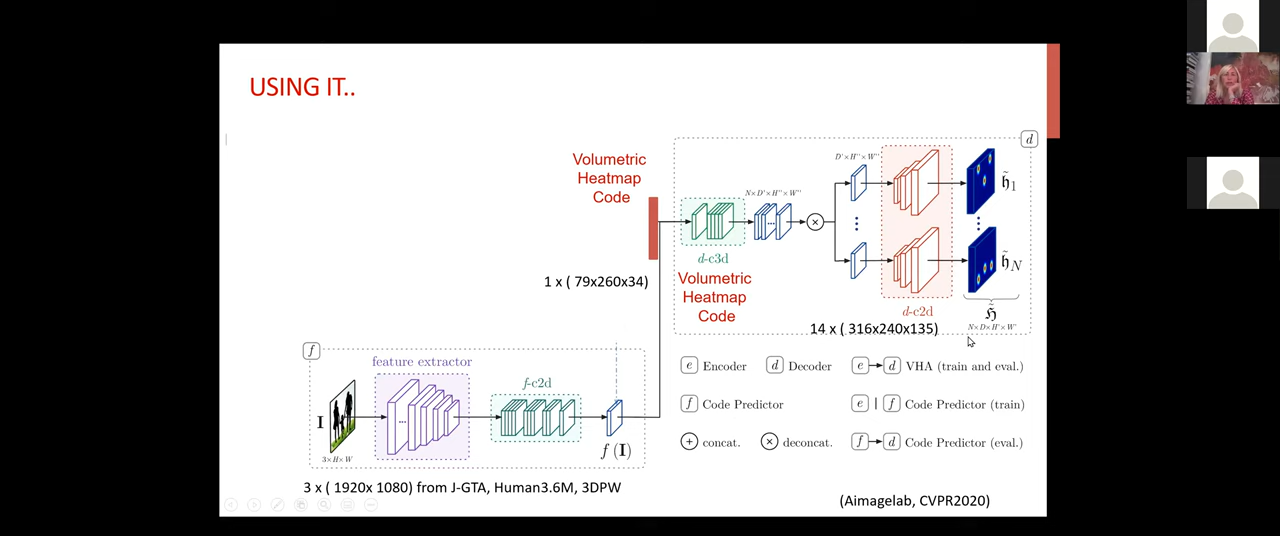 USING IT..
d
Volumetric
Heatmap
Code
D'×H''×W''
N×D'×H''×W''
×
h̃1
h̃N
d-c3d
1 x ( 79x260x34)
Volumetric
Heatmap
Code
d-c2d
H̃
N×D×H'×W'
14 x ( 316x240x135)
f
feature extractor
f-c2d
I
3×H×W
f (I)
e Encoder
d Decoder
e d VHA (train and eval.)
f Code Predictor
e | f Code Predictor (train)
+ concat.
× deconcat.
f d Code Predictor (eval.)
3 x ( 1920x 1080) from J-GTA, Human3.6M, 3DPW
(Aimagelab, CVPR2020)